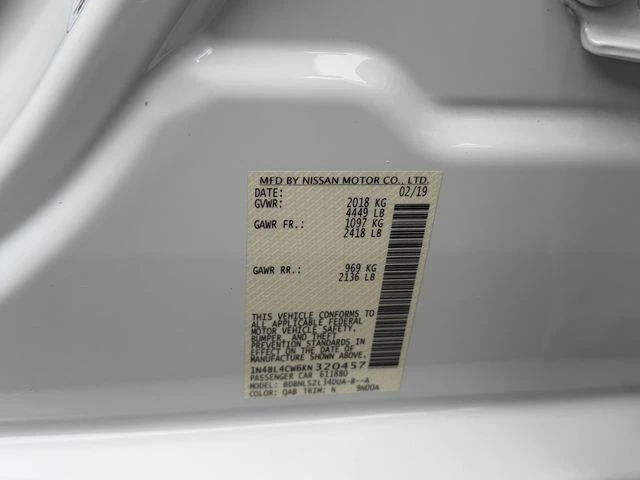 MFD BY NISSAN MOTOR CO., LTD.
DATE: 02/19
GVWR: 2018 KG
4449 LB
GAWR FR.: 1097 KG
2418 LB
GAWR RR.: 969 KG
2136 LB
THIS VEHICLE CONFORMS TO
ALL APPLICABLE FEDERAL
MOTOR VEHICLE SAFETY,
BUMPER, AND THEFT
PREVENTION STANDARDS IN
EFFECT ON THE DATE OF
MANUFACTURE SHOWN ABOVE.
1N4BL4CW6KN320457
PASSENGER CAR 611880
MODEL: BDBNLSZL34DUA-B--A
COLOR: QAB TRIM: N 9N00A